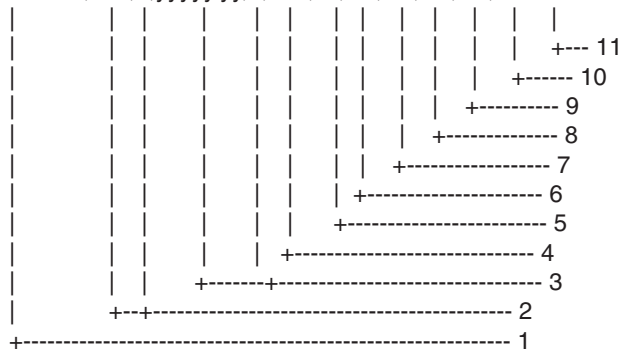 | | | | | | | | | | | | |
| | | | | | | | | | | | +--- 11
| | | | | | | | | | | +------ 10
| | | | | | | | | | +----------- 9
| | | | | | | | | +-------------- 8
| | | | | | | | +----------------- 7
| | | | | | | +--------------------- 6
| | | | | | +----------------------- 5
| | | | | +---------------------------- 4
| | | +-------+------------------------------ 3
| +--+------------------------------------------ 2
+------------------------------------------------------- 1